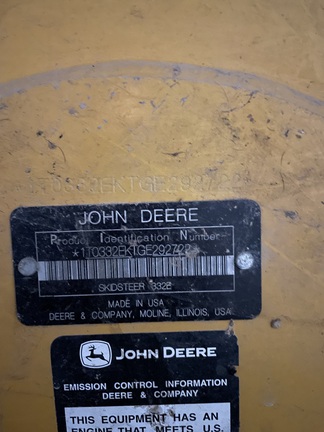 1T0332EKTGE292722
JOHN DEERE
Product Identification Number
*1T0332EKTGE292722*
SKIDSTEER 332E
MADE IN USA
DEERE & COMPANY, MOLINE, ILLINOIS, USA
JOHN DEERE
EMISSION CONTROL INFORMATION
DEERE & COMPANY
THIS EQUIPMENT HAS AN
ENGINE THAT MEETS U.S.